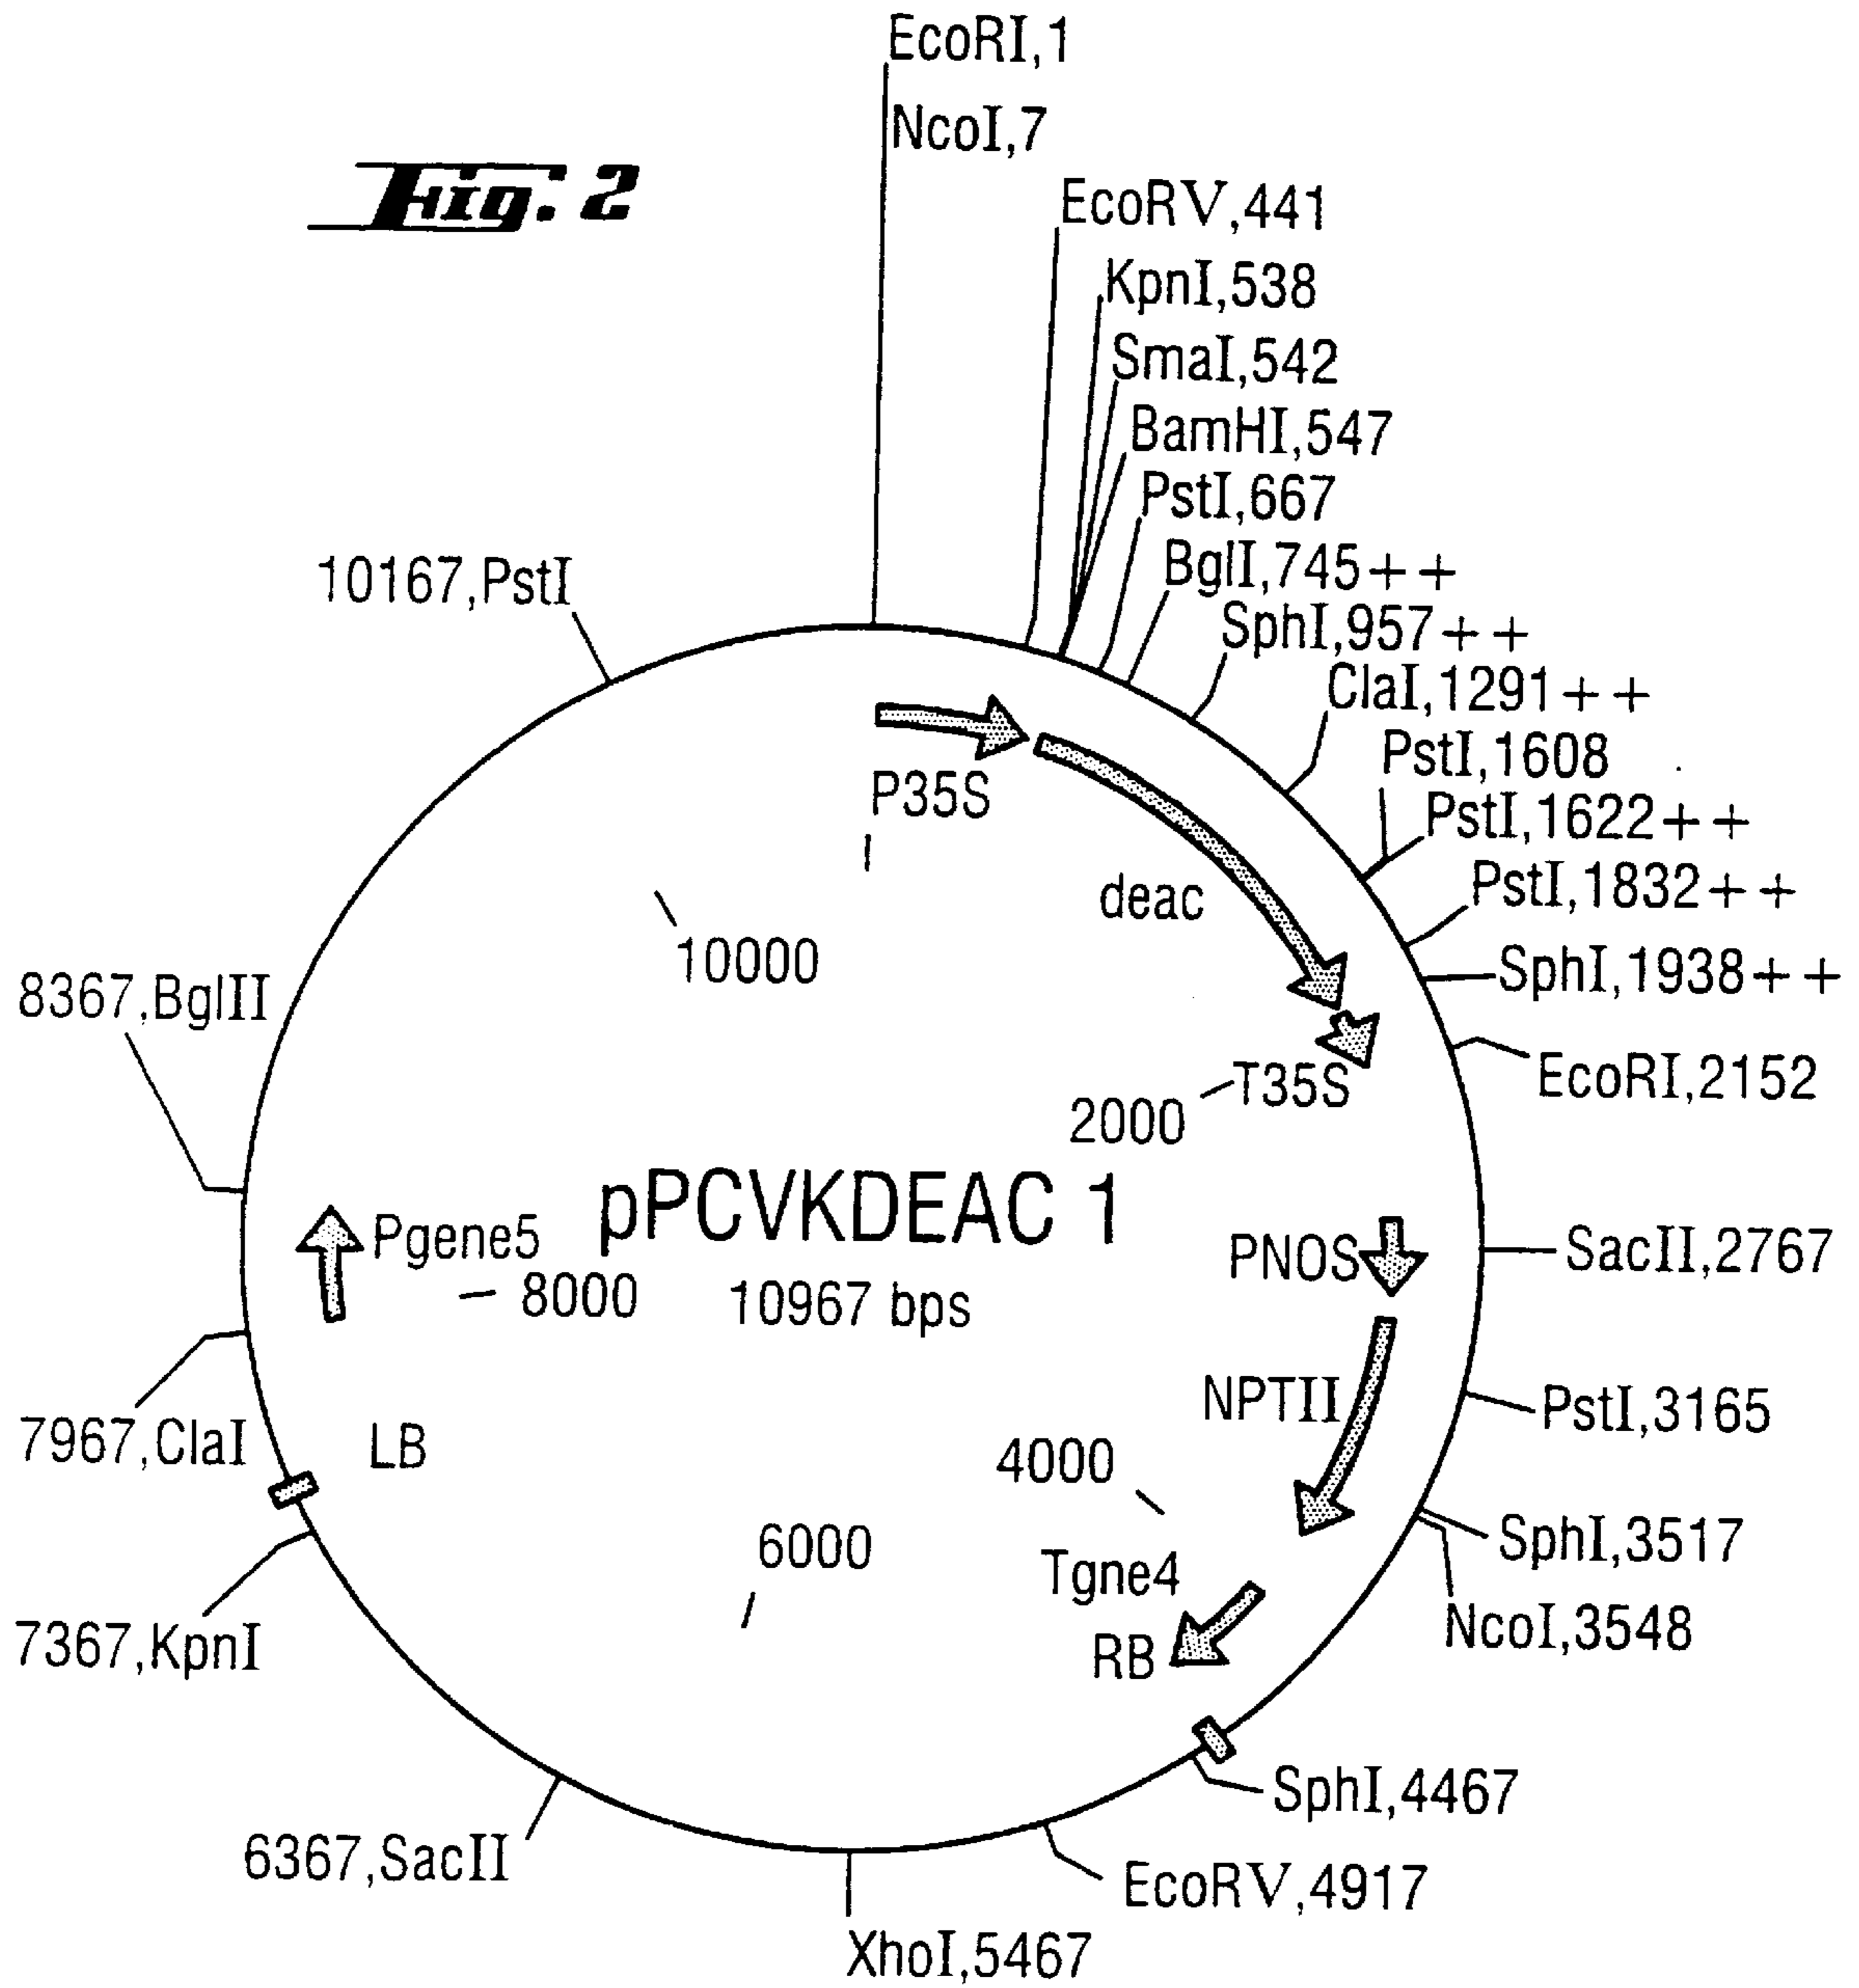 Fig. 2
EcoRI,1
NcoI,7
EcoRV,441
KpnI,538
SmaI,542
BamHI,547
PstI,667
BglI,745++
SphI,957++
ClaI,1291++
PstI,1608
PstI,1622++
PstI,1832++
SphI,1938++
EcoRI,2152
SacII,2767
PstI,3165
SphI,3517
NcoI,3548
SphI,4467
EcoRV,4917
XhoI,5467
6367,SacII
7367,KpnI
7967,ClaI
8367,BglII
10167,PstI
P35S
deac
T35S
PNOS
NPTII
Tgne4
RB
LB
Pgene5
10000
2000
4000
6000
8000
pPCVKDEAC 1
10967 bps